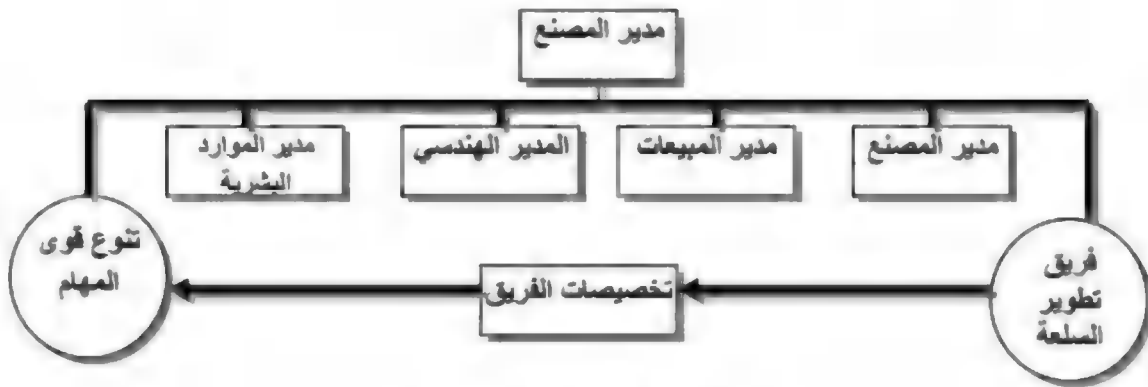 مدير المصنع
مدير المصنع
مدير المبيعات
المدير الهندسي
مدير الموارد
البشرية
فريق
تطوير
السلعة
تخصيصات الفريق
تنوع قوى
المهام